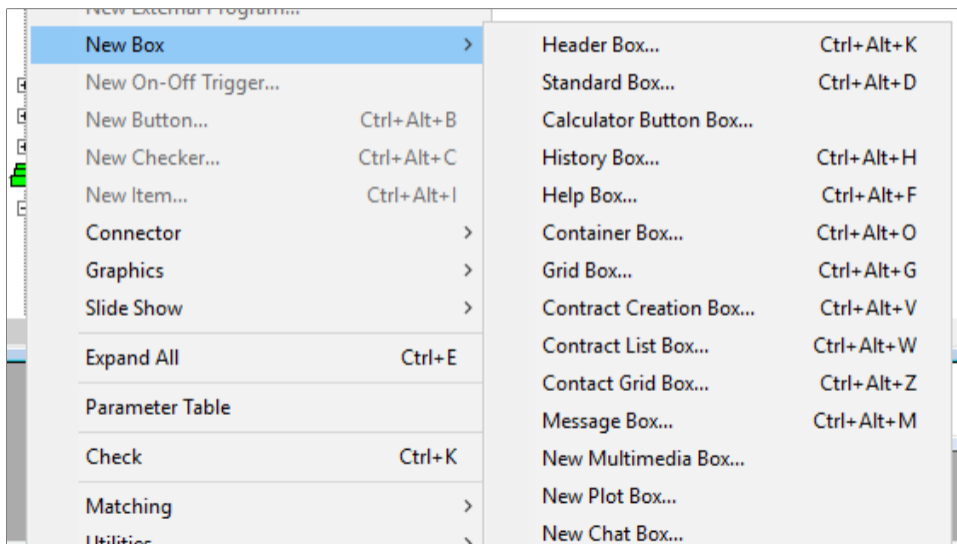 New External Program...
New Box
New On-Off Trigger...
New Button... Ctrl+Alt+B
New Checker... Ctrl+Alt+C
New Item... Ctrl+Alt+I
Connector
Graphics
Slide Show
Expand All Ctrl+E
Parameter Table
Check Ctrl+K
Matching
Utilities
Header Box... Ctrl+Alt+K
Standard Box... Ctrl+Alt+D
Calculator Button Box...
History Box... Ctrl+Alt+H
Help Box... Ctrl+Alt+F
Container Box... Ctrl+Alt+O
Grid Box... Ctrl+Alt+G
Contract Creation Box... Ctrl+Alt+V
Contract List Box... Ctrl+Alt+W
Contact Grid Box... Ctrl+Alt+Z
Message Box... Ctrl+Alt+M
New Multimedia Box...
New Plot Box...
New Chat Box...